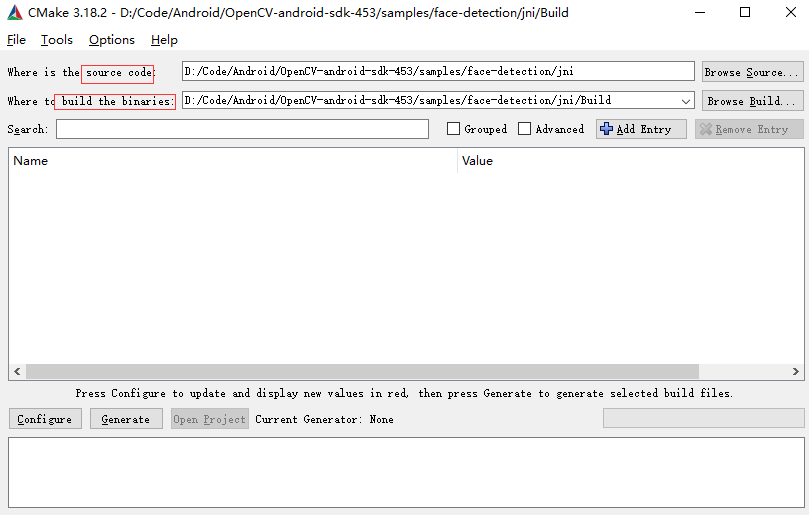 CMake 3.18.2 - D:/Code/Android/OpenCV-android-sdk-453/samples/face-detection/jni/Build
File Tools Options Help
Where is the source code: D:/Code/Android/OpenCV-android-sdk-453/samples/face-detection/jni Browse Source...
Where to build the binaries: D:/Code/Android/OpenCV-android-sdk-453/samples/face-detection/jni/Build Browse Build...
Search: Grouped Advanced Add Entry Remove Entry
Name Value
Press Configure to update and display new values in red, then press Generate to generate selected build files.
Configure Generate Open Project Current Generator: None